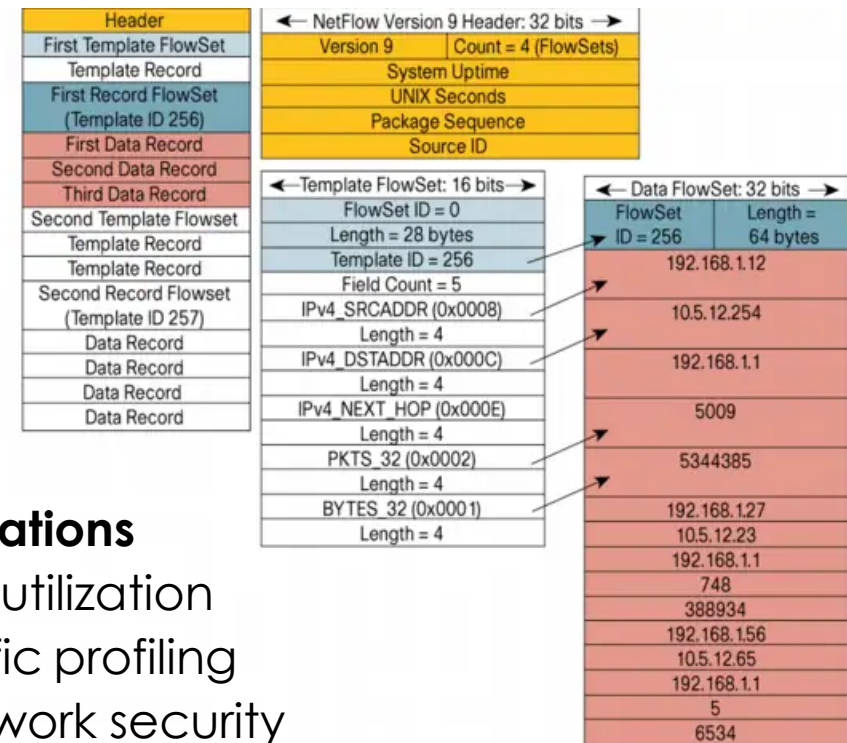 Header
First Template FlowSet
Template Record
First Record FlowSet
(Template ID 256)
First Data Record
Second Data Record
Third Data Record
Second Template Flowset
Template Record
Template Record
Second Record Flowset
(Template ID 257)
Data Record
Data Record
Data Record
Data Record
NetFlow Version 9 Header: 32 bits
Version 9 Count = 4 (FlowSets)
System Uptime
UNIX Seconds
Package Sequence
Source ID
Template FlowSet: 16 bits
FlowSet ID = 0
Length = 28 bytes
Template ID = 256
Field Count = 5
IPv4_SRCADDR (0x0008)
Length = 4
IPv4_DSTADDR (0x000C)
Length = 4
IPv4_NEXT_HOP (0x000E)
Length = 4
PKTS_32 (0x0002)
Length = 4
BYTES_32 (0x0001)
Length = 4
Data FlowSet: 32 bits
FlowSet Length =
ID = 256 64 bytes
192.168.1.12
10.5.12.254
192.168.1.1
5009
5344385
192.168.1.27
10.5.12.23
192.168.1.1
748
388934
192.168.1.56
10.5.12.65
192.168.1.1
5
6534
ations
utilization
fic profiling
work security